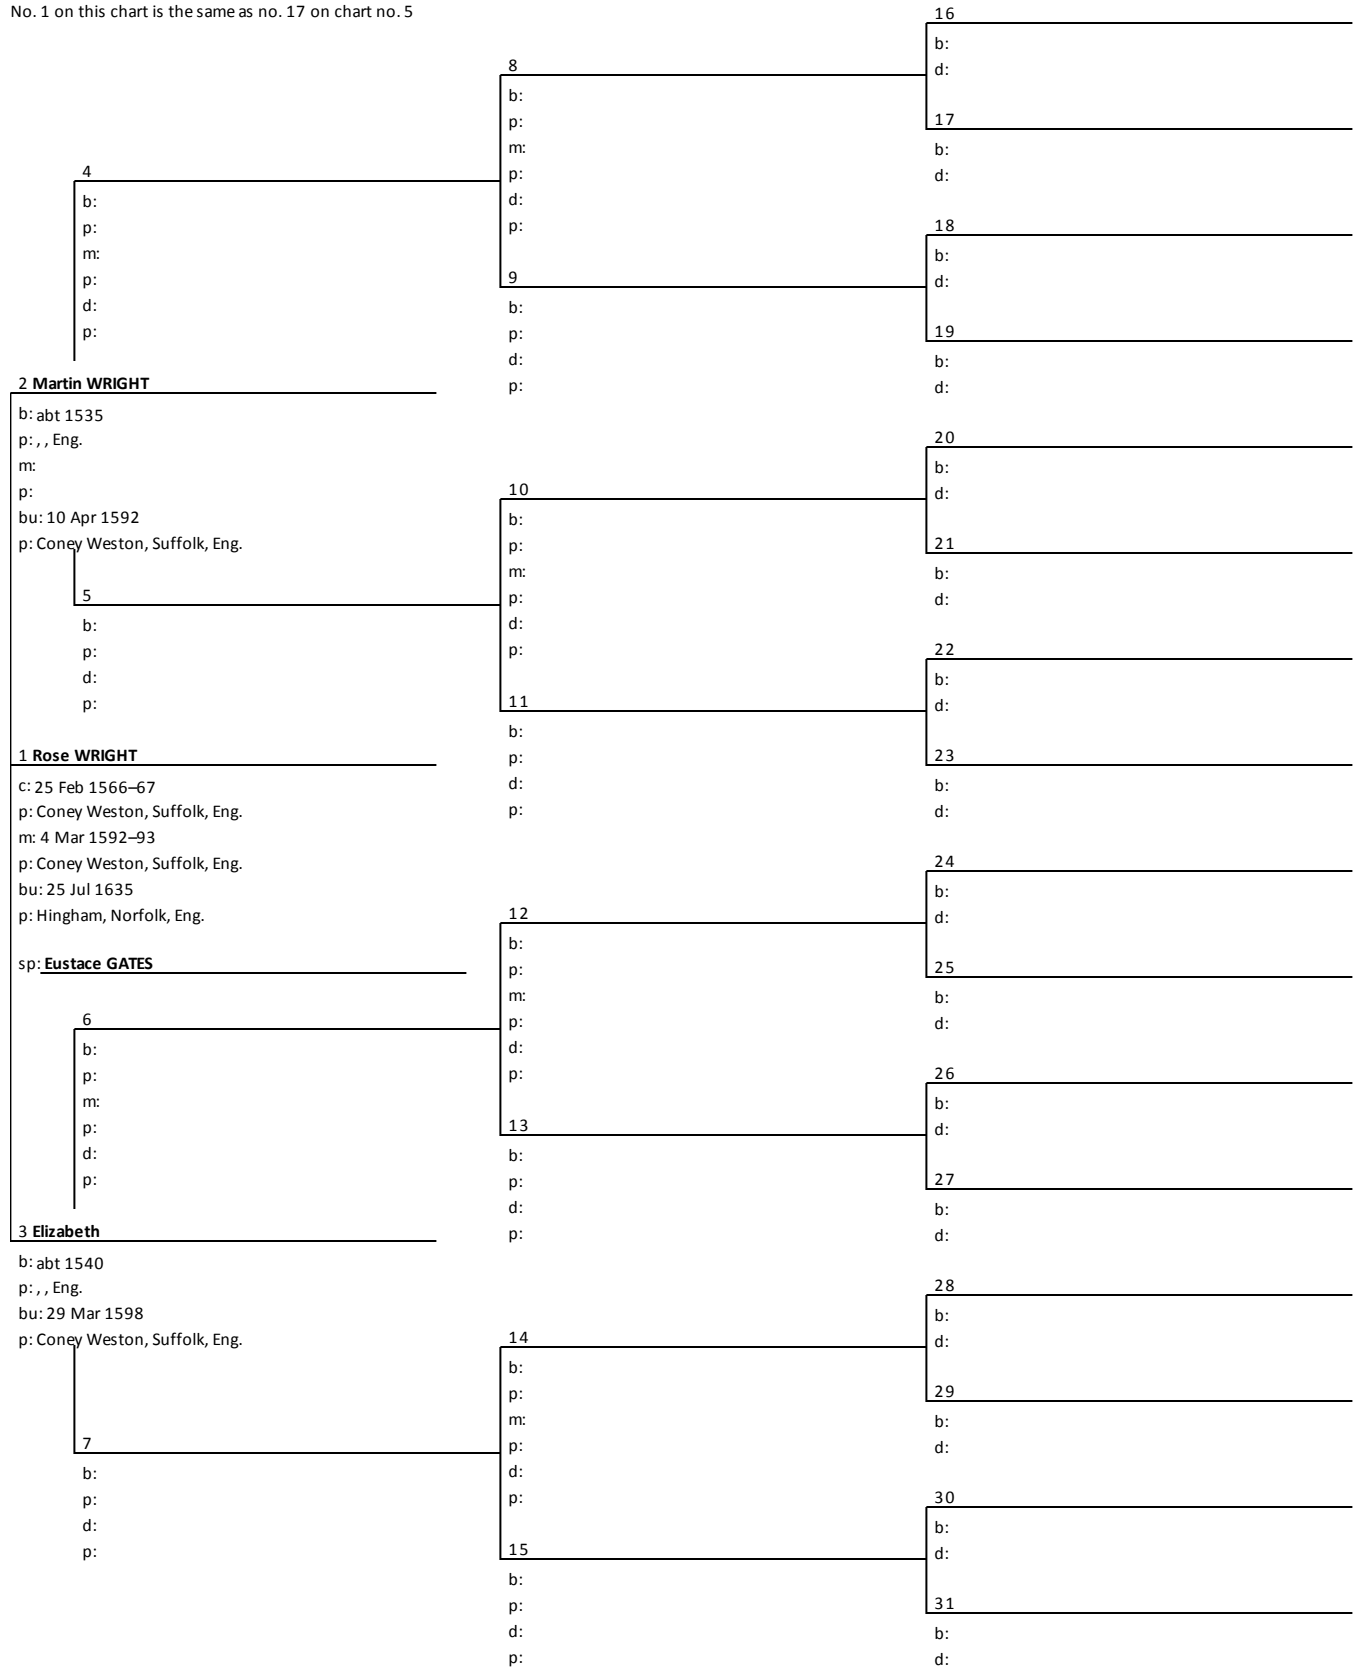 No. 1 on this chart is the same as no. 17 on chart no. 5
4
b:
p:
m:
p:
d:
p:
2 Martin WRIGHT
b: abt 1535
p: , , Eng.
m:
p:
bu: 10 Apr 1592
p: Coney Weston, Suffolk, Eng.
5
b:
p:
d:
p:
1 Rose WRIGHT
c: 25 Feb 1566–67
p: Coney Weston, Suffolk, Eng.
m: 4 Mar 1592–93
p: Coney Weston, Suffolk, Eng.
bu: 25 Jul 1635
p: Hingham, Norfolk, Eng.
sp: Eustace GATES
6
b:
p:
m:
p:
d:
p:
3 Elizabeth
b: abt 1540
p: , , Eng.
bu: 29 Mar 1598
p: Coney Weston, Suffolk, Eng.
7
b:
p:
d:
p:
8
b:
p:
m:
p:
d:
p:
9
b:
p:
d:
p:
10
b:
p:
m:
p:
d:
p:
11
b:
p:
d:
p:
12
b:
p:
m:
p:
d:
p:
13
b:
p:
d:
p:
14
b:
p:
m:
p:
d:
p:
15
b:
p:
d:
p:
16
b:
d:
17
b:
d:
18
b:
d:
19
b:
d:
20
b:
d:
21
b:
d:
22
b:
d:
23
b:
d:
24
b:
d:
25
b:
d:
26
b:
d:
27
b:
d:
28
b:
d:
29
b:
d:
30
b:
d:
31
b:
d: